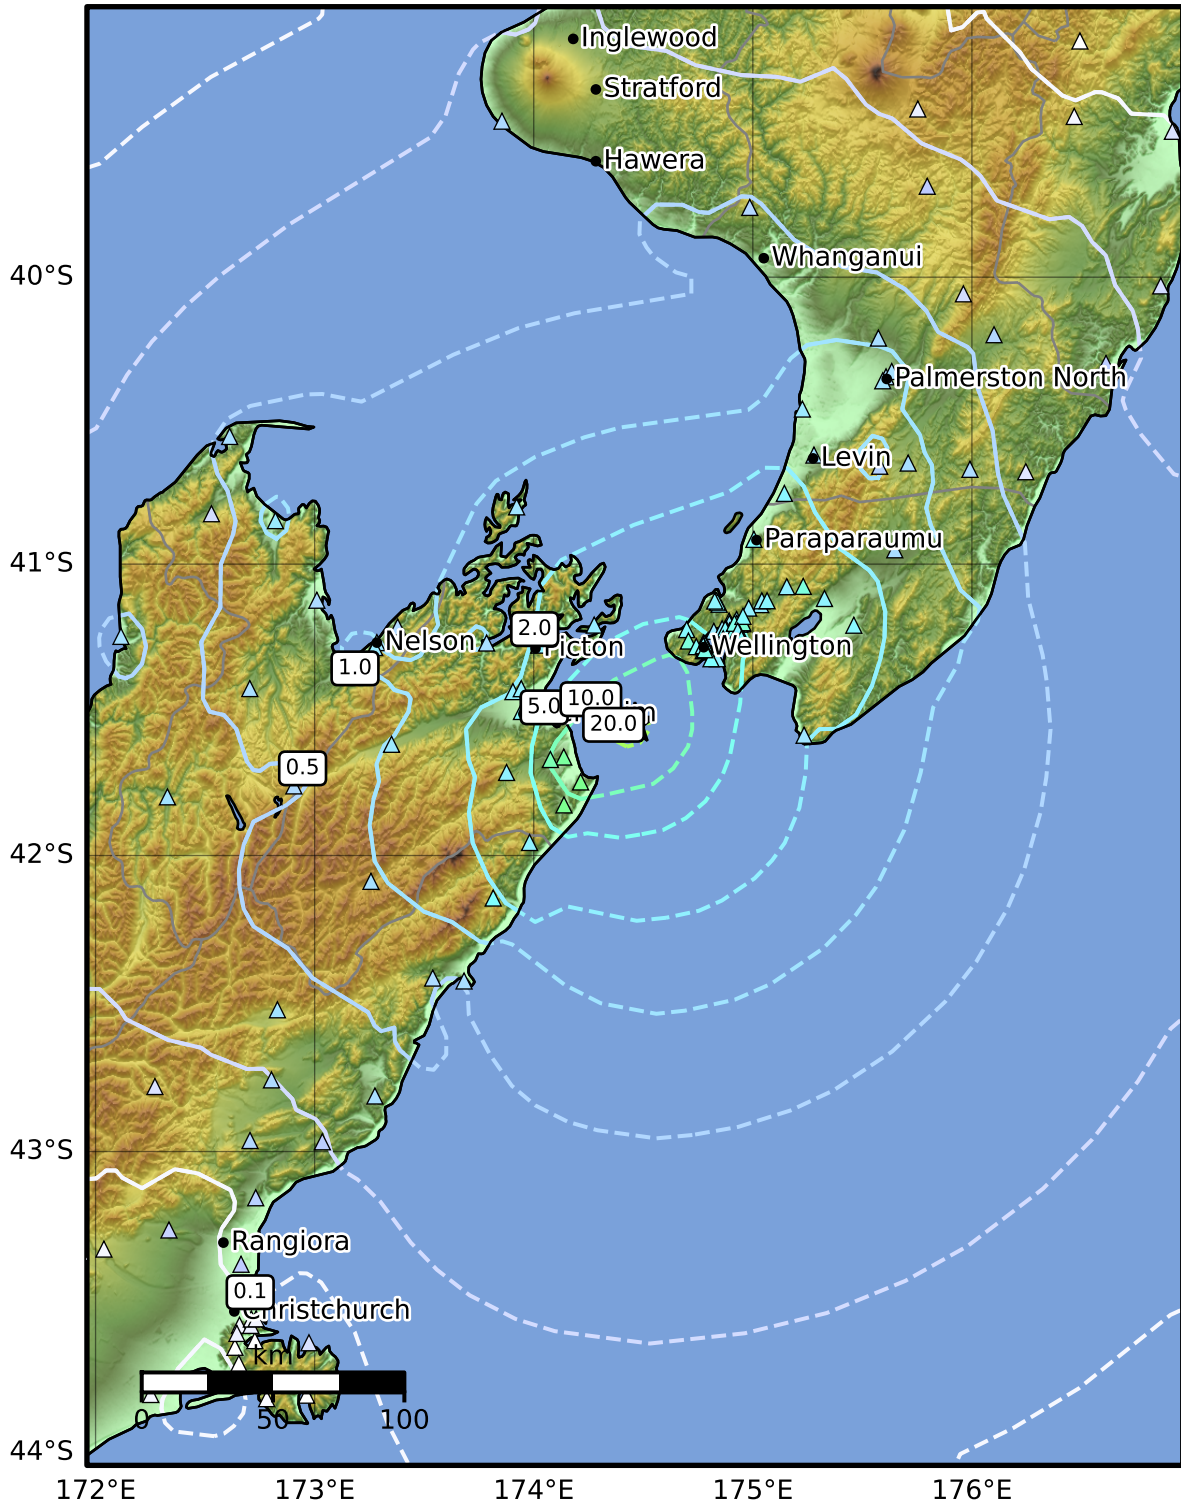 Inglewood
Stratford
Hawera
Whanganui
40°S
Palmerston North
Levin
Paraparaumu
41°S
2.0
Nelson
Picton
Wellington
1.0
5.0
10.0
20.0
0.5
42°S
43°S
Rangiora
0.1
Christchurch
km
0 50 100
44°S
172°E 173°E 174°E 175°E 176°E